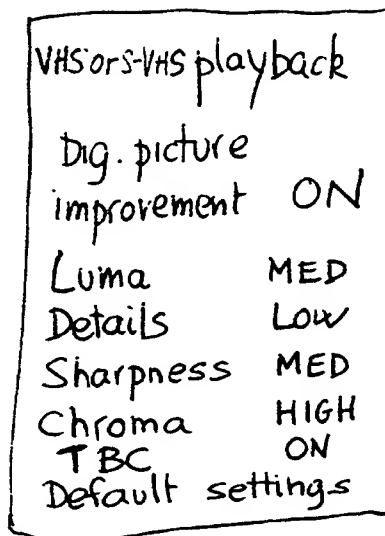 VHS or S-VHS playback
Dig. picture
improvement ON
Luma MED
Details LOW
Sharpness MED
Chroma HIGH
TBC ON
Default settings